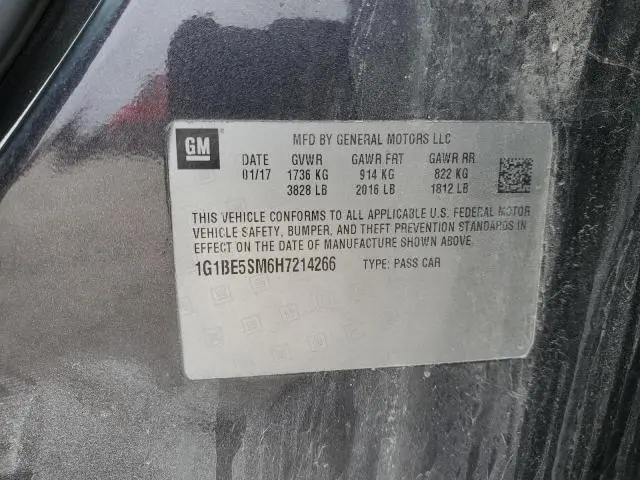 GM
MFD BY GENERAL MOTORS LLC
DATE GVWR GAWR FRT GAWR RR
01/17 1736 KG 914 KG 822 KG
3828 LB 2016 LB 1812 LB
THIS VEHICLE CONFORMS TO ALL APPLICABLE U.S. FEDERAL MOTOR
VEHICLE SAFETY, BUMPER, AND THEFT PREVENTION STANDARDS IN
EFFECT ON THE DATE OF MANUFACTURE SHOWN ABOVE.
1G1BE5SM6H7214266 TYPE: PASS CAR